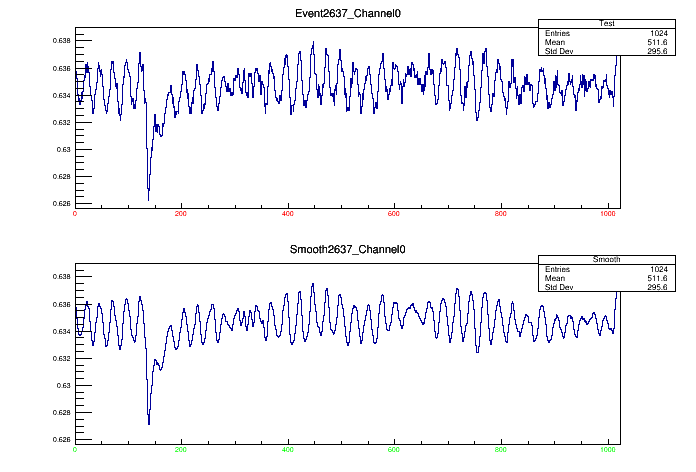 Event2637_Channel0
Test
Entries 1024
Mean 511.6
Std Dev 295.6
0.638
0.636
0.634
0.632
0.63
0.628
0.626
0 200 400 600 800 1000
Smooth2637_Channel0
Smooth
Entries 1024
Mean 511.6
Std Dev 295.6
0.638
0.636
0.634
0.632
0.63
0.628
0.626
0 200 400 600 800 1000